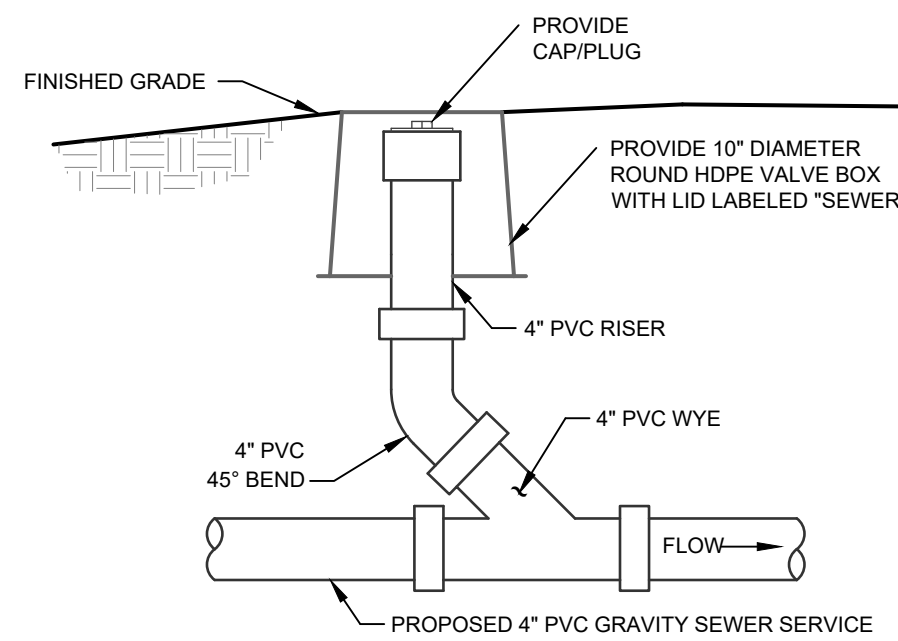 PROVIDE
CAP/PLUG
FINISHED GRADE
PROVIDE 10" DIAMETER
ROUND HDPE VALVE BOX
WITH LID LABELED "SEWER
4" PVC RISER
4" PVC WYE
4" PVC
45° BEND
FLOW
PROPOSED 4" PVC GRAVITY SEWER SERVICE